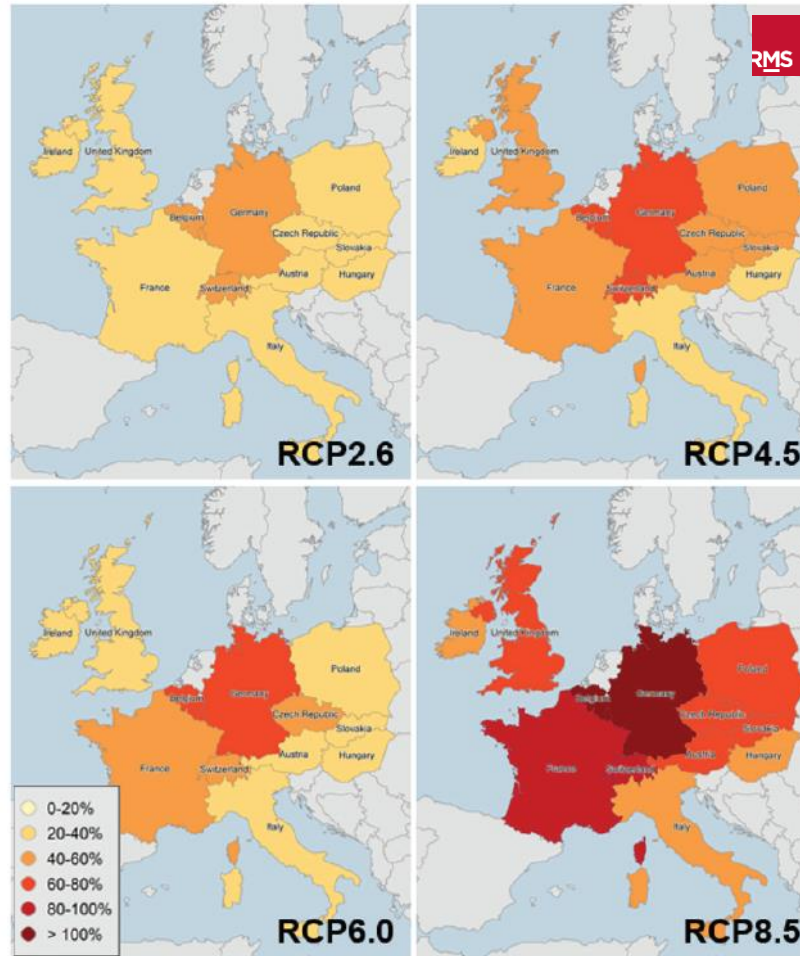 RMS
Ireland
United Kingdom
Poland
Belgium
Germany
Czech Republic
Slovakia
France
Switzerland
Austria
Hungary
Italy
RCP2.6
Ireland
United Kingdom
Poland
Belgium
Germany
Czech Republic
Slovakia
France
Switzerland
Austria
Hungary
Italy
RCP4.5
Ireland
United Kingdom
Poland
Belgium
Germany
Czech Republic
Slovakia
France
Switzerland
Austria
Hungary
Italy
0-20%
20-40%
40-60%
60-80%
80-100%
> 100%
RCP6.0
Ireland
United Kingdom
Poland
Belgium
Germany
Czech Republic
Slovakia
France
Switzerland
Austria
Hungary
Italy
RCP8.5